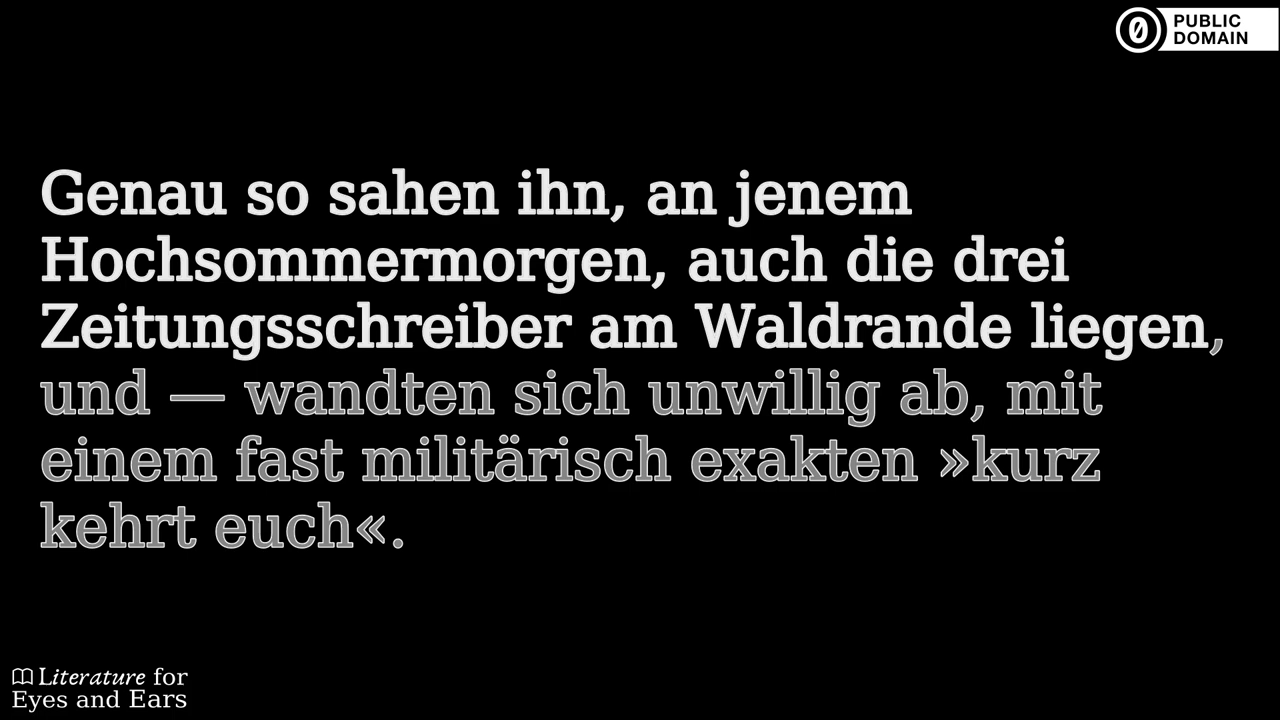 PUBLIC
DOMAIN
Genau so sahen ihn, an jenem
Hochsommermorgen, auch die drei
Zeitungsschreiber am Waldrande liegen,
und — wandten sich unwillig ab, mit
einem fast militärisch exakten »kurz
kehrt euch«.
Literature for
Eyes and Ears